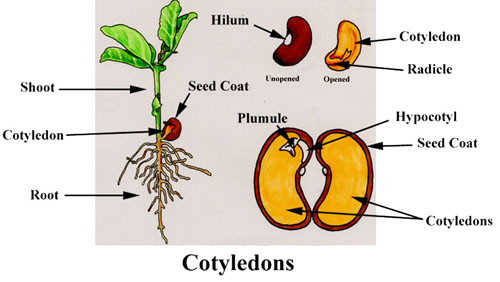 Hilum
Cotyledon
Unopened
Opened
Radicle
Shoot
Seed Coat
Plumule
Hypocotyl
Cotyledon
Seed Coat
Root
Cotyledons
Cotyledons